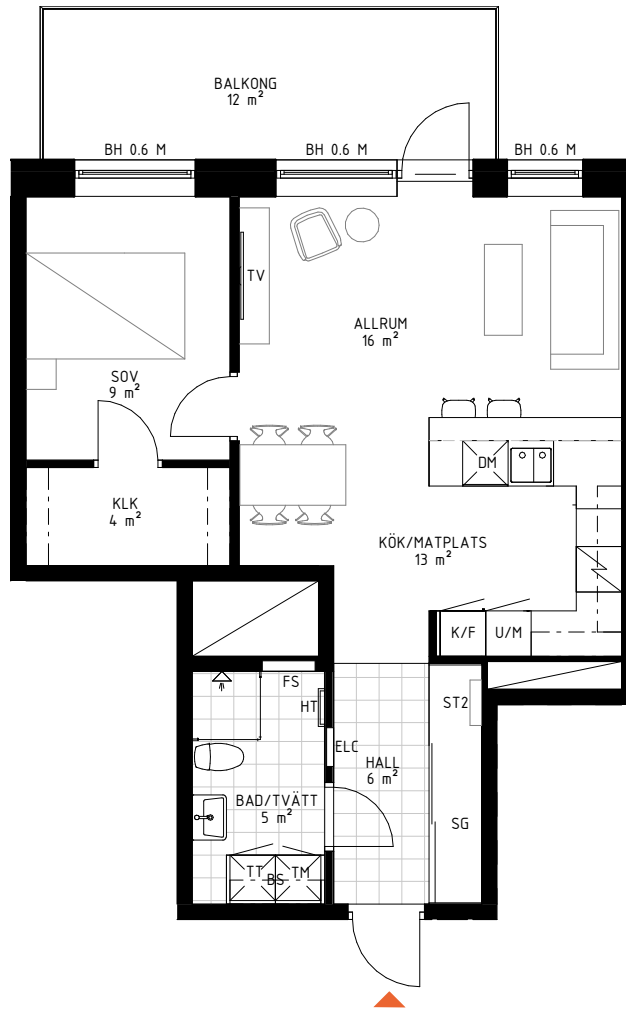 BALKONG
12 m²
BH 0.6 M
BH 0.6 M
BH 0.6 M
TV
ALLRUM
16 m²
SOV
9 m²
DM
KLK
4 m²
KÖK/MATPLATS
13 m²
K/F
U/M
FS
HT
ST2
ELC
HALL
6 m²
BAD/TVÄTT
5 m²
SG
TT
BS
TM